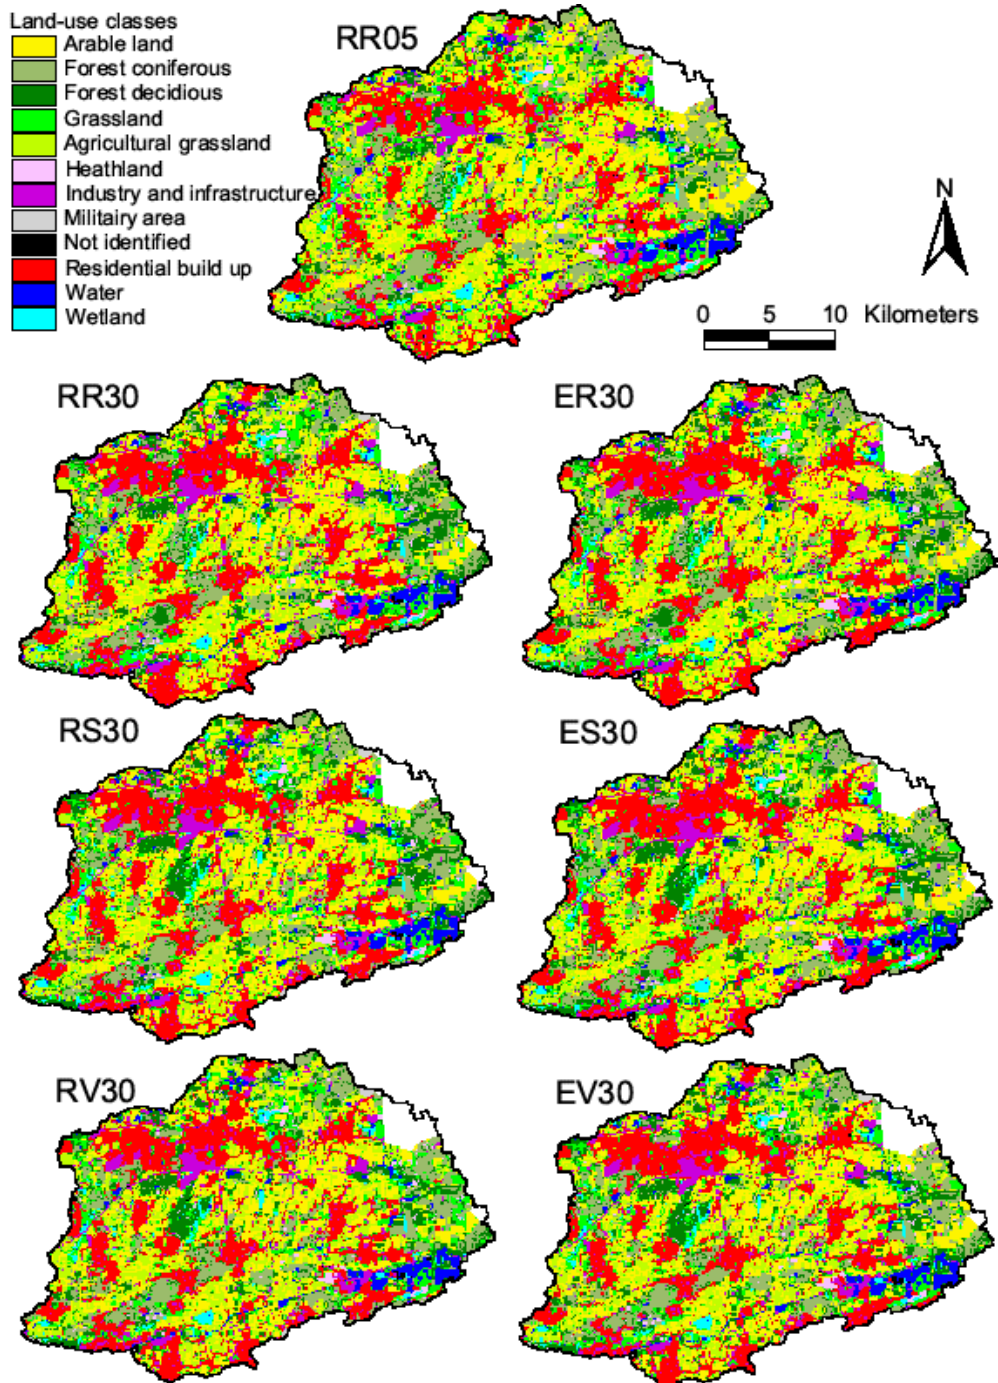 Land-use classes
Arable land
Forest coniferous
Forest decidious
Grassland
Agricultural grassland
Heathland
Industry and infrastructure
Militairy area
Not identified
Residential build up
Water
Wetland
RR05
N
0 5 10 Kilometers
RR30
ER30
RS30
ES30
RV30
EV30